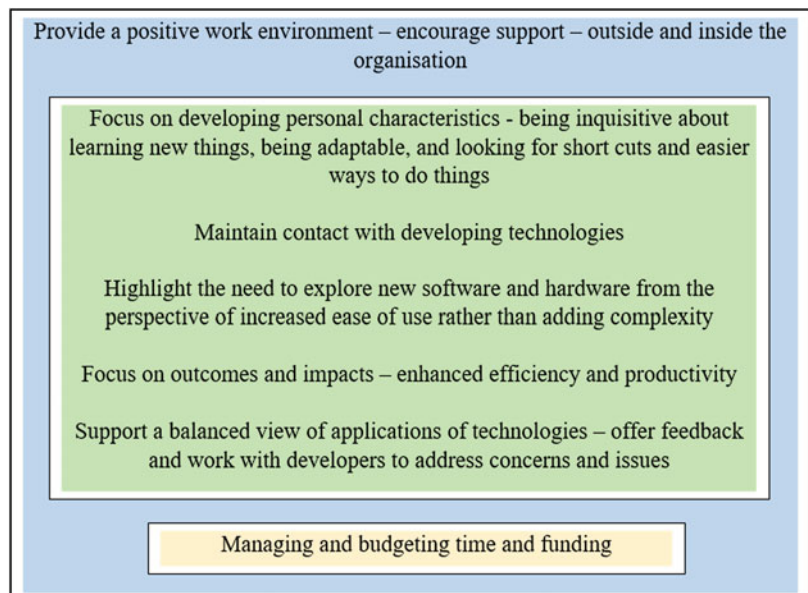 Provide a positive work environment – encourage support – outside and inside the
organisation
Focus on developing personal characteristics - being inquisitive about
learning new things, being adaptable, and looking for short cuts and easier
ways to do things
Maintain contact with developing technologies
Highlight the need to explore new software and hardware from the
perspective of increased ease of use rather than adding complexity
Focus on outcomes and impacts – enhanced efficiency and productivity
Support a balanced view of applications of technologies – offer feedback
and work with developers to address concerns and issues
Managing and budgeting time and funding